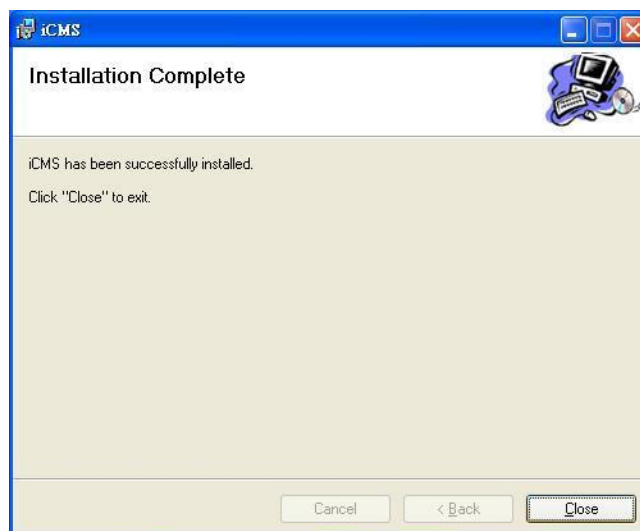 iCMS
Installation Complete
iCMS has been successfully installed.
Click "Close" to exit.
Cancel
< Back
Close